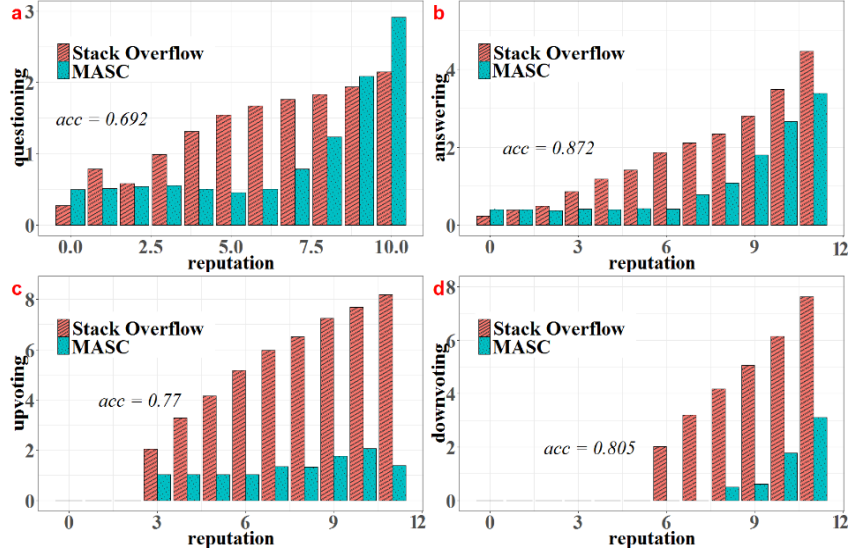 a
3
2
1
0
questioning
Stack Overflow
MASC
acc = 0.692
0.0 2.5 5.0 7.5 10.0
reputation
b
4
2
0
answering
Stack Overflow
MASC
acc = 0.872
0 3 6 9 12
reputation
c
8
6
4
2
0
upvoting
Stack Overflow
MASC
acc = 0.77
0 3 6 9 12
reputation
d
8
6
4
2
0
downvoting
Stack Overflow
MASC
acc = 0.805
0 3 6 9 12
reputation